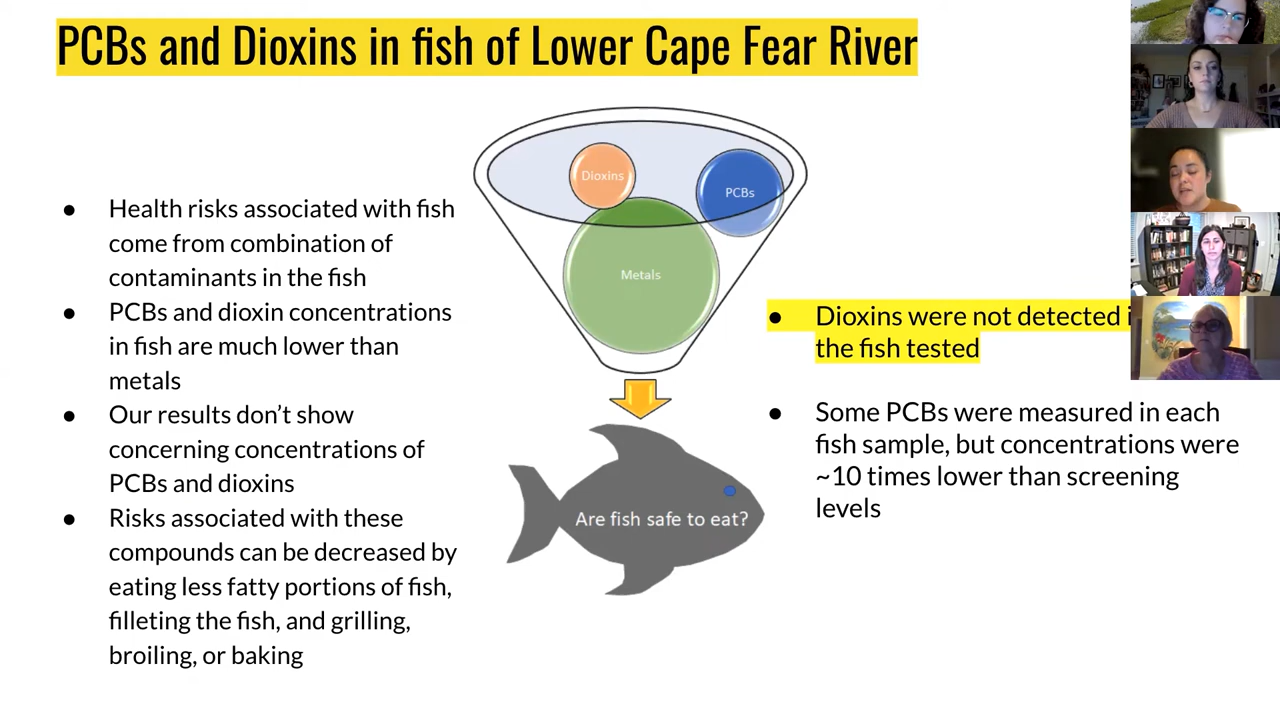 PCBs and Dioxins in fish of Lower Cape Fear River
● Health risks associated with fish
come from combination of
contaminants in the fish
● PCBs and dioxin concentrations
in fish are much lower than
metals
● Our results don’t show
concerning concentrations of
PCBs and dioxins
● Risks associated with these
compounds can be decreased by
eating less fatty portions of fish,
filleting the fish, and grilling,
broiling, or baking
Dioxins
PCBs
Metals
Are fish safe to eat?
● Dioxins were not detected
the fish tested
● Some PCBs were measured in each
fish sample, but concentrations were
~10 times lower than screening
levels